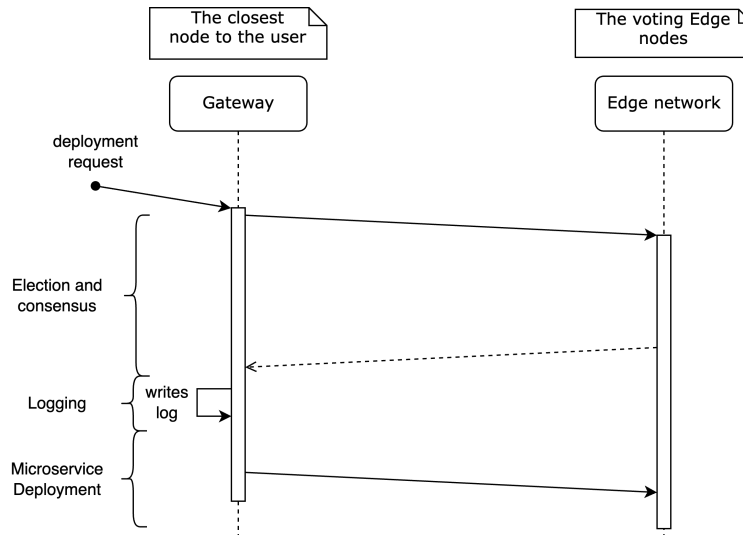 The closest
node to the user
The voting Edge
nodes
Gateway
Edge network
deployment
request
Election and
consensus
writes
log
Logging
Microservice
Deployment